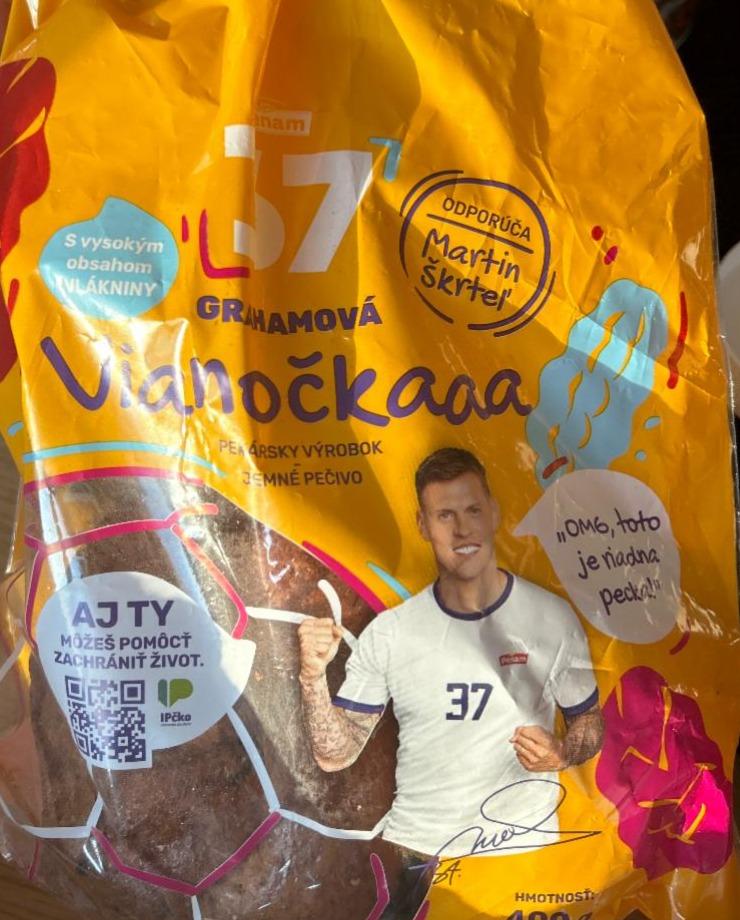 37
ODPORÚČA
Martin
Škrteľ
S vysokým
obsahom
VLÁKNINY
GRAHAMOVÁ
Vianočkaaa
PEKÁRSKY VÝROBOK
–
JEMNÉ PEČIVO
„OMG, toto
je riadna
pecka!"
AJ TY
MÔŽEŠ POMÔCŤ
ZACHRÁNIŤ ŽIVOT.
IPčko
37
HMOTNOSŤ: